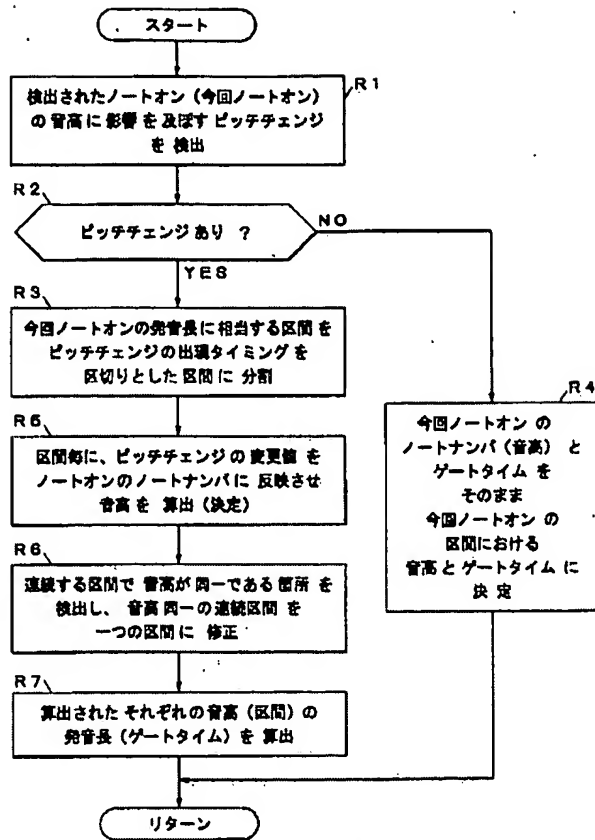 スタート
R1
検出されたノートオン（今回ノートオン）
の音高に影響を及ぼすピッチチェンジ
を検出
R2
ピッチチェンジあり ？
NO
YES
R3
今回ノートオンの発音長に相当する区間を
ピッチチェンジの出現タイミングを
区切りとした区間に分割
R4
今回ノートオンの
ノートナンバ（音高）と
ゲートタイムを
そのまま
今回ノートオンの
区間における
音高とゲートタイムに
決定
R5
区間毎に、ピッチチェンジの変更値を
ノートオンのノートナンバに反映させ
音高を算出（決定）
R6
連続する区間で音高が同一である箇所を
検出し、音高同一の連続区間を
一つの区間に修正
R7
算出されたそれぞれの音高（区間）の
発音長（ゲートタイム）を算出
リターン